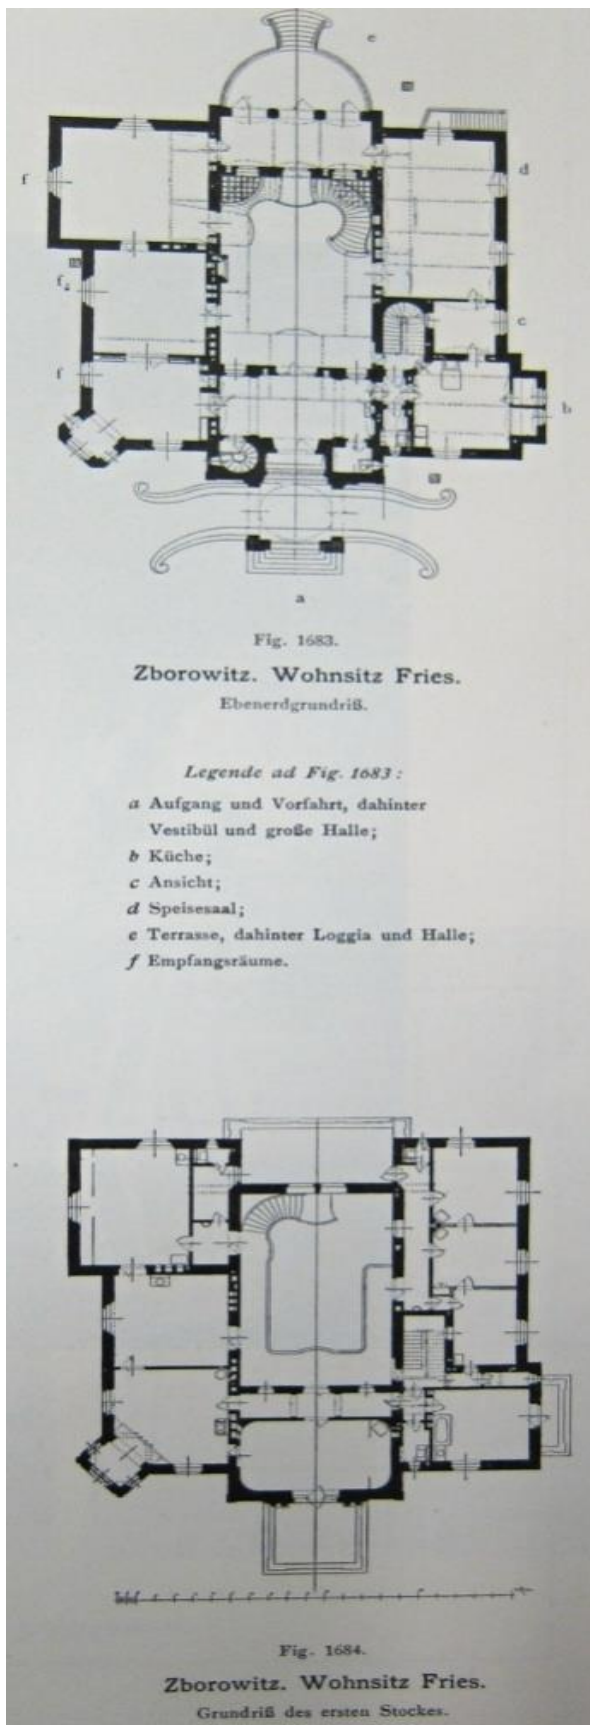 e
f
d
f
c
f
b
a
Fig. 1683.
Zborowitz. Wohnsitz Fries.
Ebenerdgrundriß.
Legende ad Fig. 1683:
a Aufgang und Vorfahrt, dahinter
Vestibül und große Halle;
b Küche;
c Ansicht;
d Speisesaal;
e Terrasse, dahinter Loggia und Halle;
f Empfangsräume.
Fig. 1684.
Zborowitz. Wohnsitz Fries.
Grundriß des ersten Stockes.